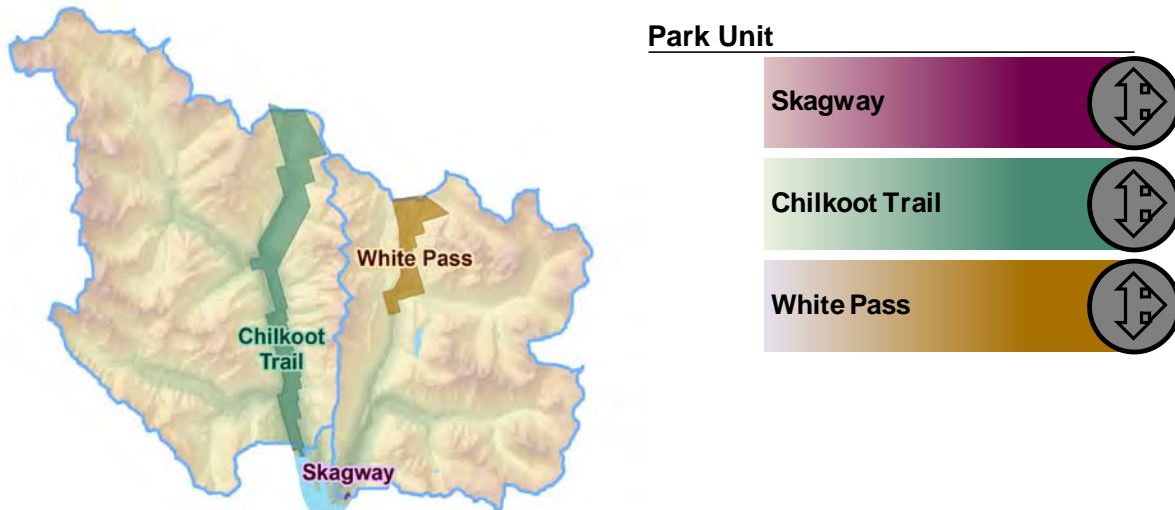 White Pass
Chilkoot
Trail
Skagway
Park Unit
Skagway
Chilkoot Trail
White Pass